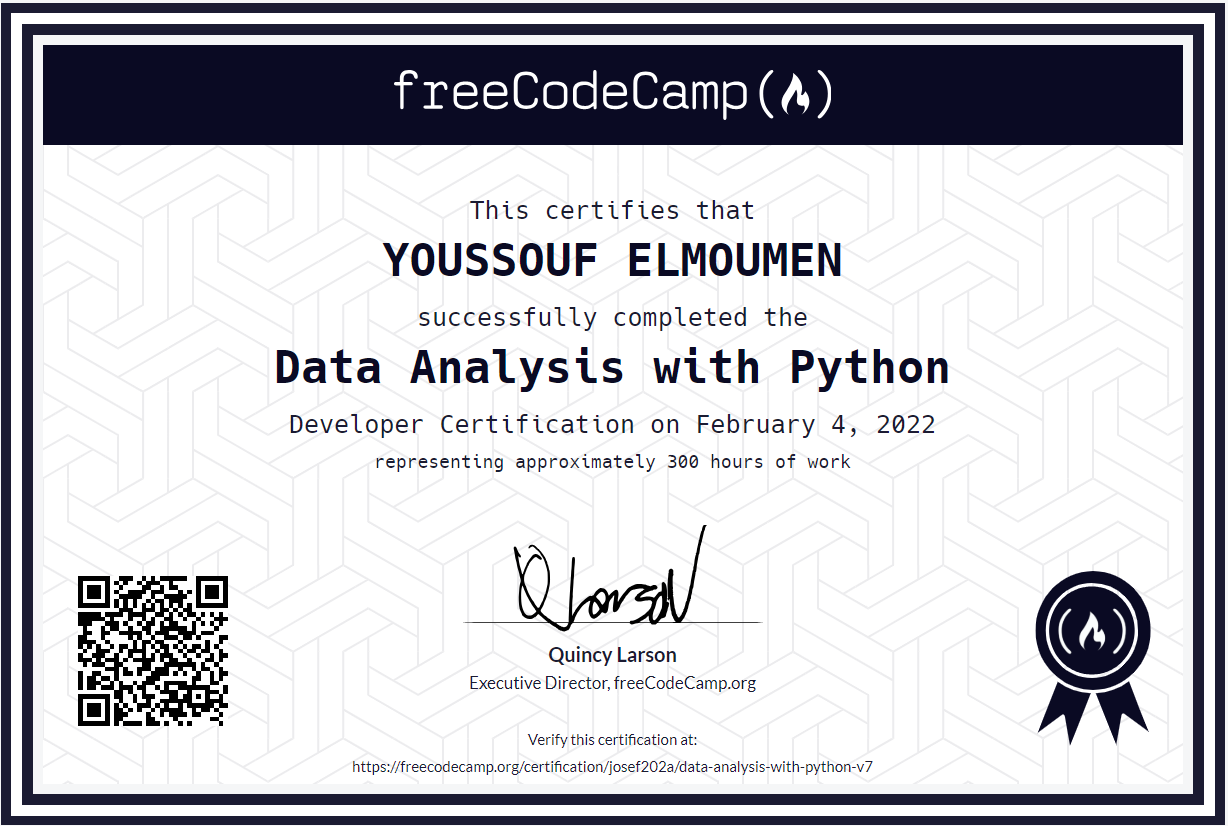 freeCodeCamp
This certifies that
YOUSSOUF ELMOUMEN
successfully completed the
Data Analysis with Python
Developer Certification on February 4, 2022
representing approximately 300 hours of work
QLarson
Quincy Larson
Executive Director, freeCodeCamp.org
Verify this certification at:
https://freecodecamp.org/certification/josef202a/data-analysis-with-python-v7